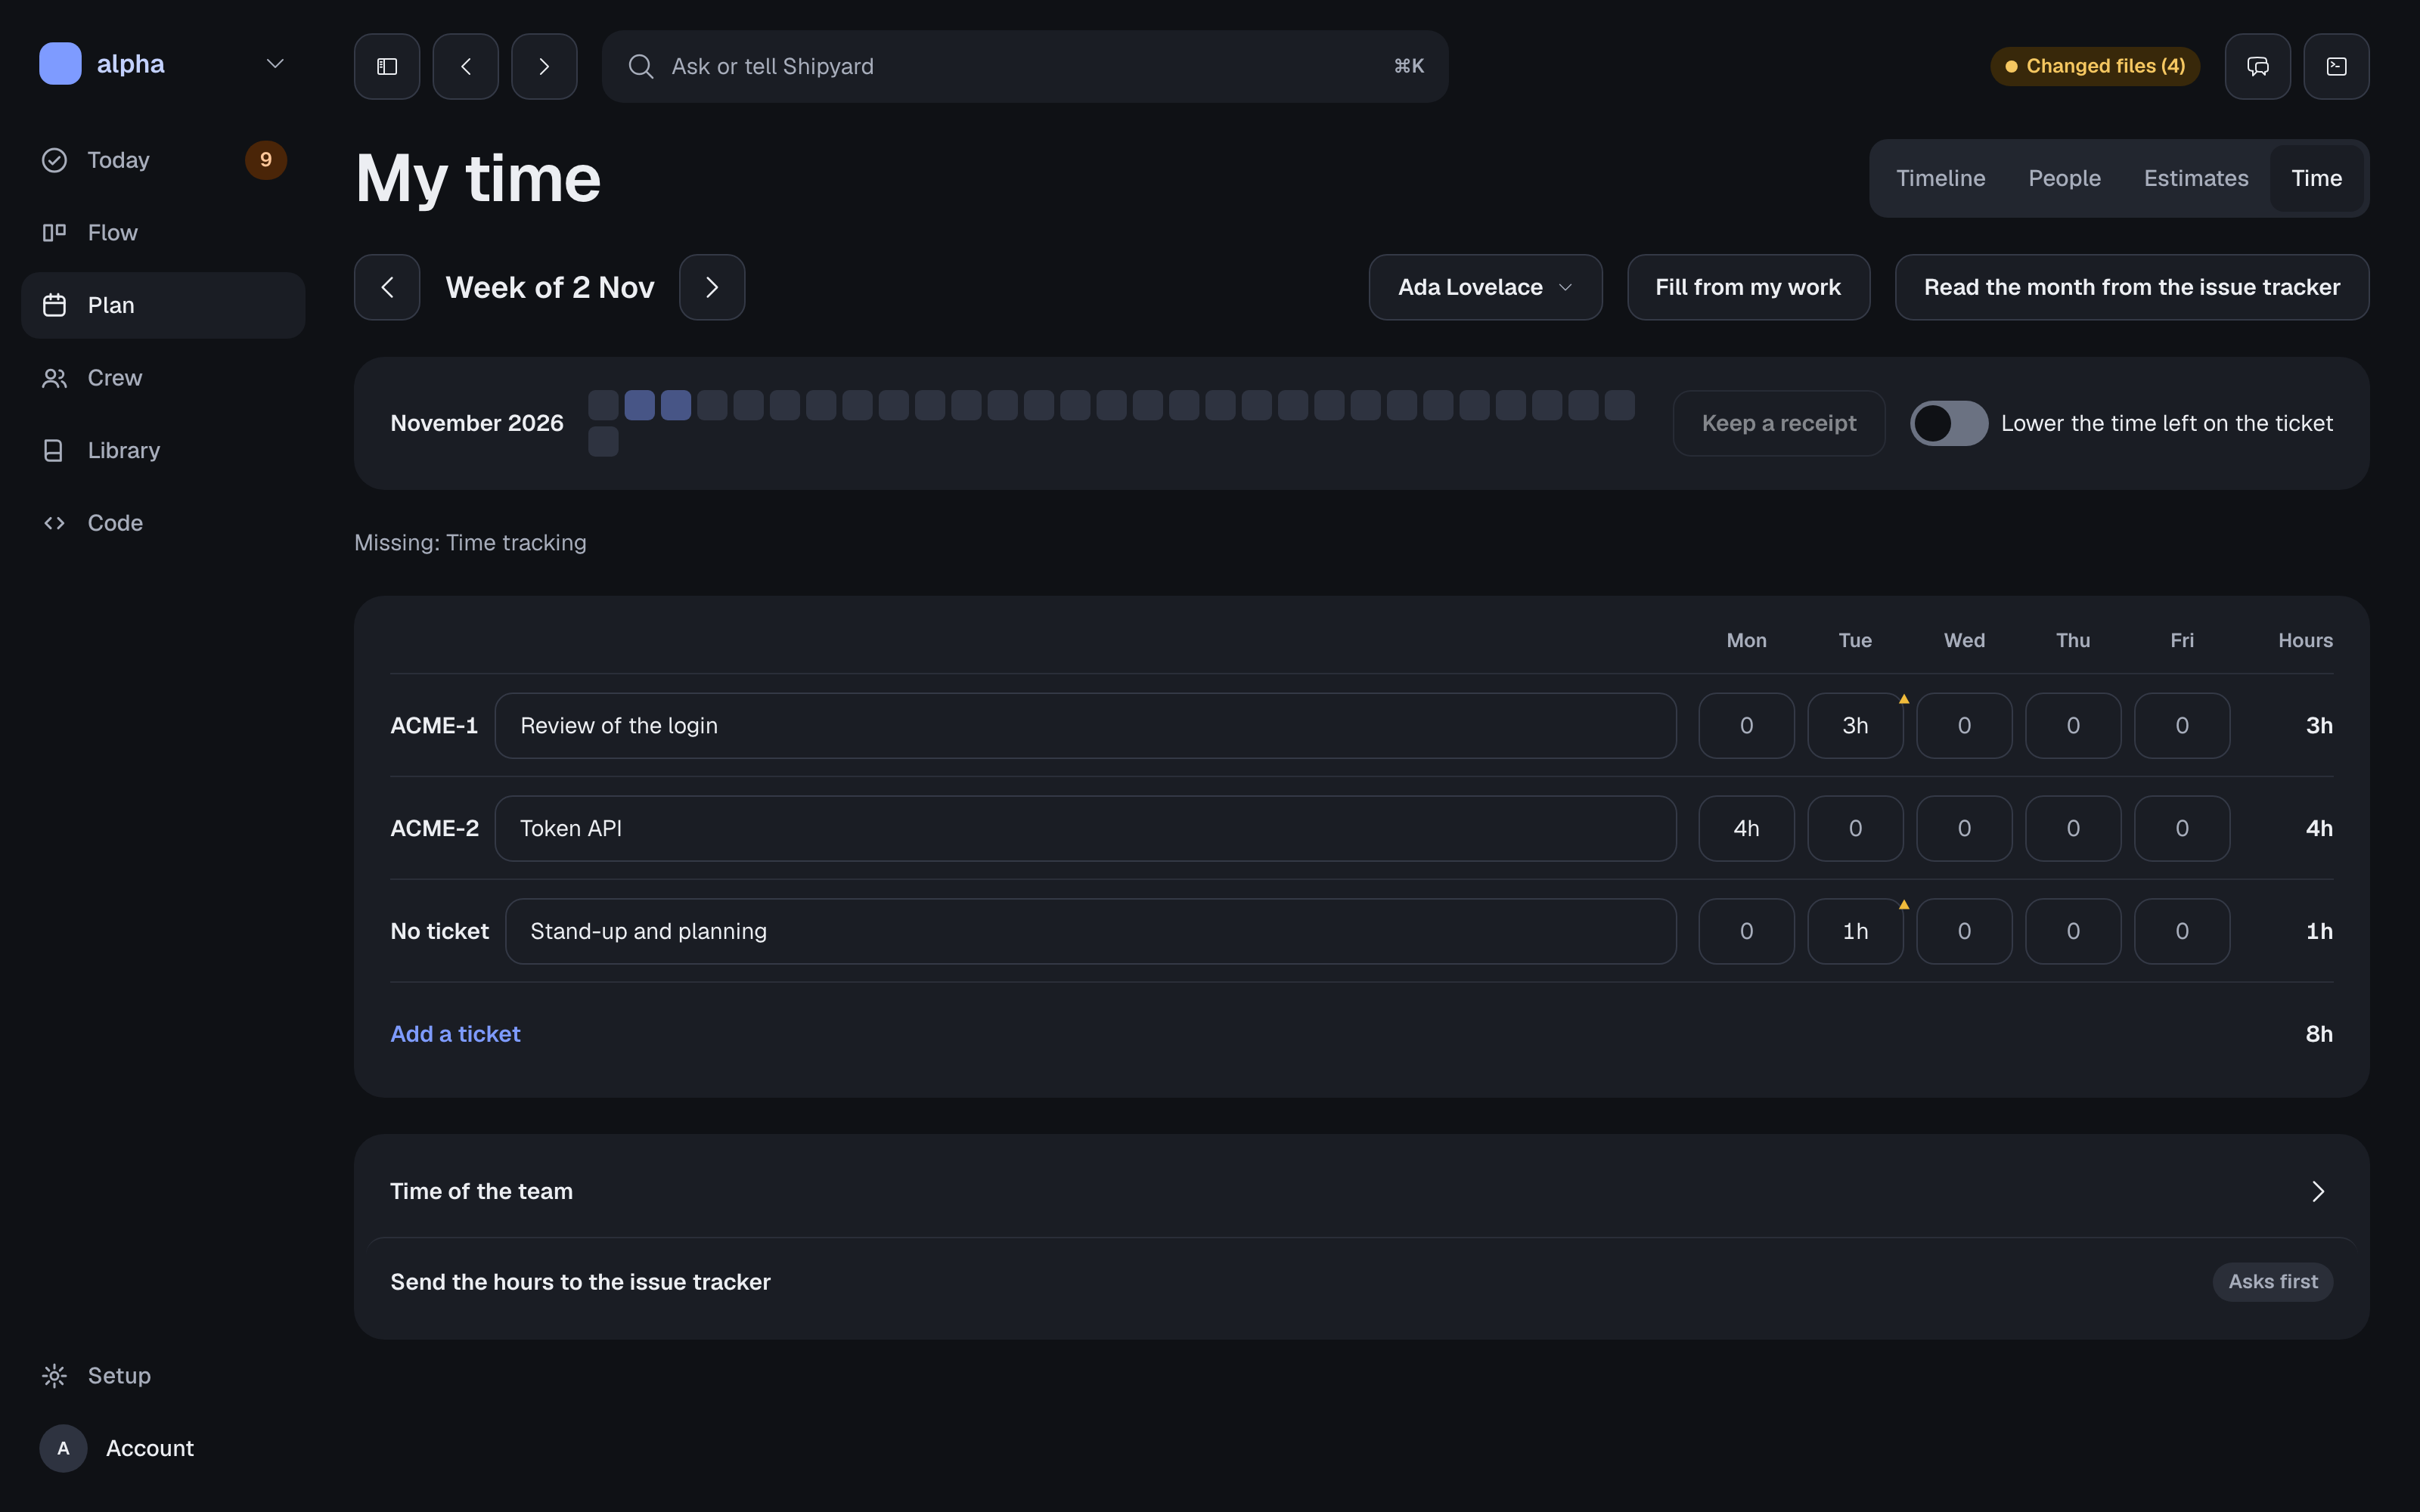 alpha
Ask or tell Shipyard
⌘K
Changed files (4)
Today
9
Flow
Plan
Crew
Library
Code
Setup
A
Account
My time
Timeline
People
Estimates
Time
Week of 2 Nov
Ada Lovelace
Fill from my work
Read the month from the issue tracker
November 2026
Keep a receipt
Lower the time left on the ticket
Missing: Time tracking
Mon Tue Wed Thu Fri Hours
ACME-1 Review of the login 0 3h 0 0 0 3h
ACME-2 Token API 4h 0 0 0 0 4h
No ticket Stand-up and planning 0 1h 0 0 0 1h
Add a ticket 8h
Time of the team
Send the hours to the issue tracker
Asks first